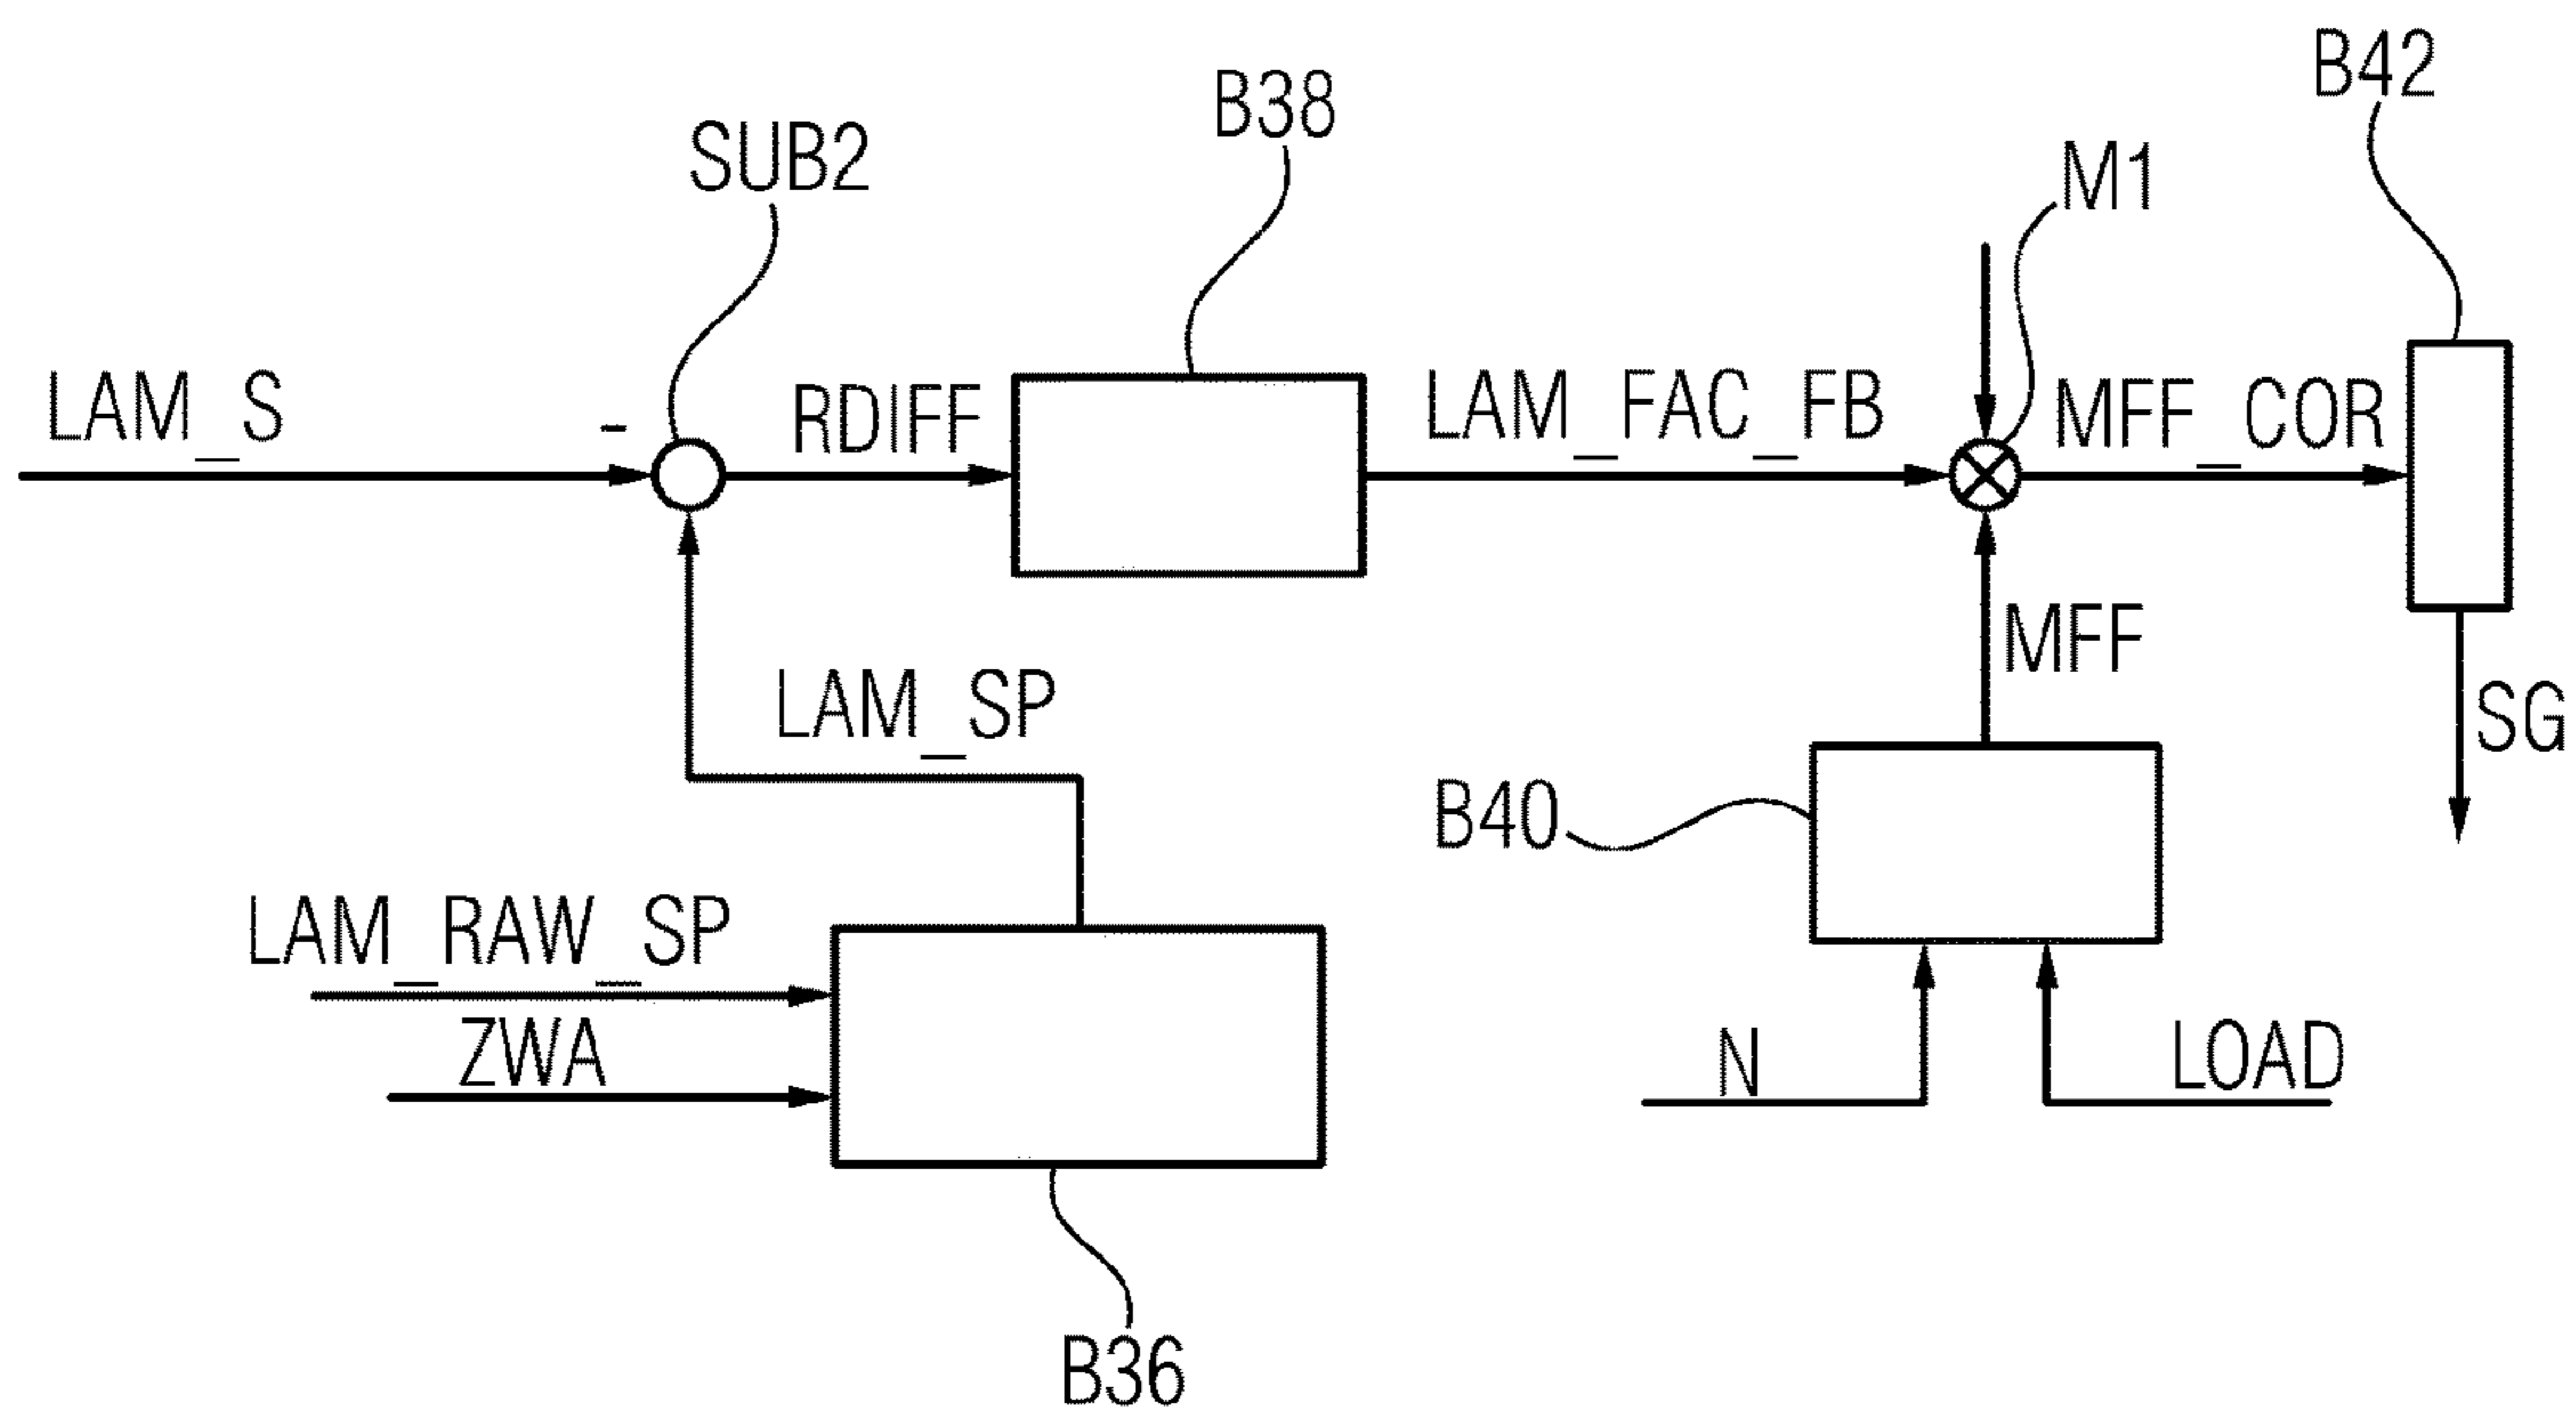 B42
B38
M1
SUB2
LAM_S
-
RDIFF
LAM_FAC_FB
MFF_COR
MFF
LAM_SP
SG
B40
LAM_RAW_SP
ZWA
N
LOAD
B36